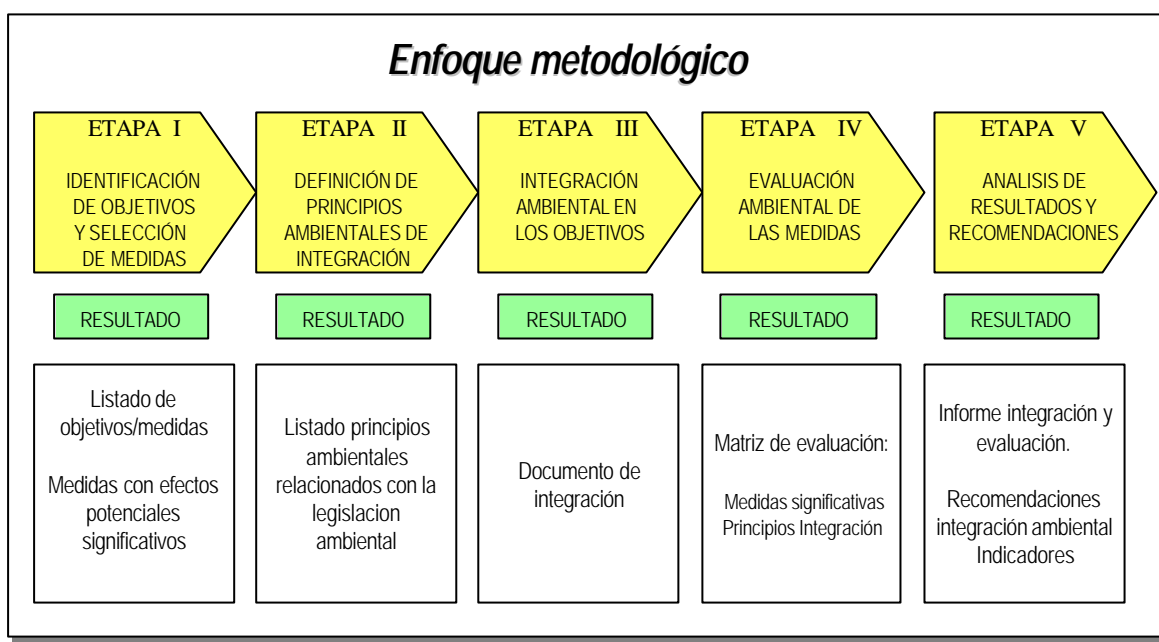 Enfoque metodológico
ETAPA I
IDENTIFICACIÓN
DE OBJETIVOS
Y SELECCIÓN
DE MEDIDAS
ETAPA II
DEFINICIÓN DE
PRINCIPIOS
AMBIENTALES DE
INTEGRACIÓN
ETAPA III
INTEGRACIÓN
AMBIENTAL EN
LOS OBJETIVOS
ETAPA IV
EVALUACIÓN
AMBIENTAL DE
LAS MEDIDAS
ETAPA V
ANALISIS DE
RESULTADOS Y
RECOMENDACIONES
RESULTADO
RESULTADO
RESULTADO
RESULTADO
RESULTADO
Listado de
objetivos/medidas
Medidas con efectos
potenciales
significativos
Listado principios
ambientales
relacionados con la
legislacion
ambiental
Documento de
integración
Matriz de evaluación:
Medidas significativas
Principios Integración
Informe integración y
evaluación.
Recomendaciones
integración ambiental
Indicadores